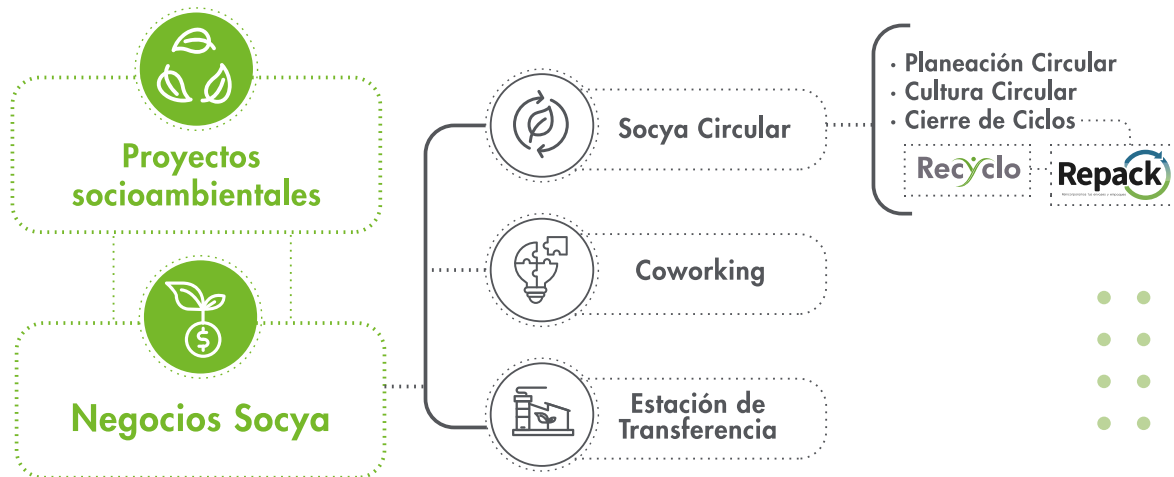 Proyectos
socioambientales
$
Negocios Socya
Socya Circular
Coworking
Estación de
Transferencia
· Planeación Circular
· Cultura Circular
· Cierre de Ciclos
Recyclo
Repack